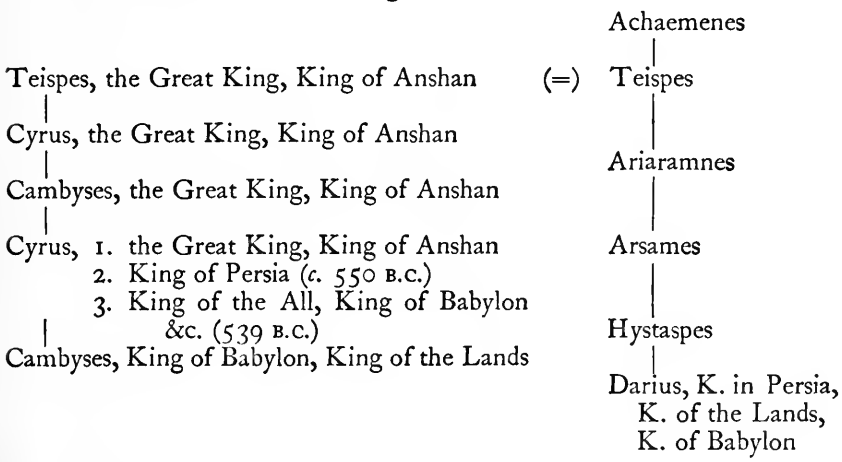 Achaemenes
Teispes, the Great King, King of Anshan (=) Teispes
Cyrus, the Great King, King of Anshan
Ariaramnes
Cambyses, the Great King, King of Anshan
Cyrus, 1. the Great King, King of Anshan Arsames
2. King of Persia (c. 550 B.C.)
3. King of the All, King of Babylon
&c. (539 B.C.) Hystaspes
Cambyses, King of Babylon, King of the Lands
Darius, K. in Persia,
K. of the Lands,
K. of Babylon